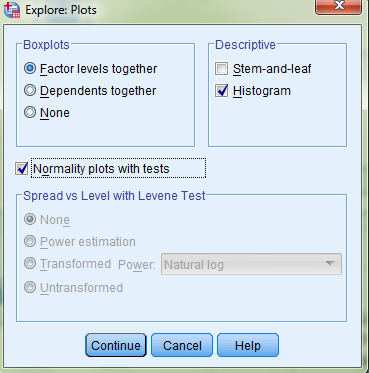 Explore: Plots
Boxplots
Factor levels together
Dependents together
None
Descriptive
Stem-and-leaf
Histogram
Normality plots with tests
Spread vs Level with Levene Test
None
Power estimation
Transformed Power: Natural log
Untransformed
Continue Cancel Help